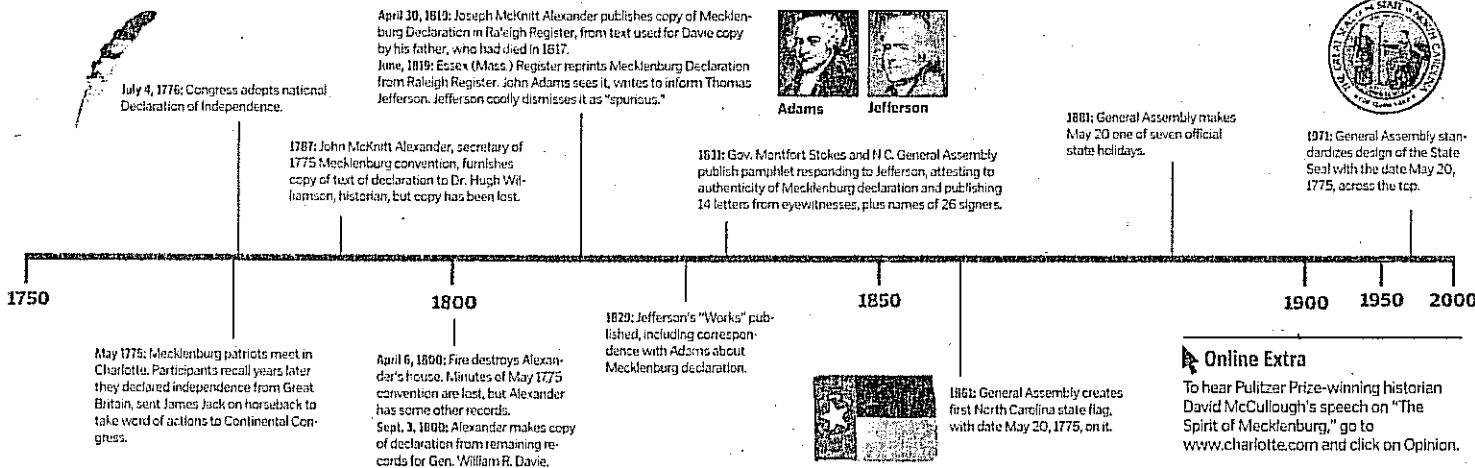 July 4, 1776: Congress adopts national
Declaration of Independence.
1787: John McKnitt Alexander, secretary of
1775 Mecklenburg convention, furnishes
copy of text of declaration to Dr. Hugh Wil-
liamson, historian, but copy has been lost.
April 30, 1819: Joseph McKnitt Alexander publishes copy of Mecklen-
burg Declaration in Raleigh Register, from text used for Davie copy
by his father, who had died in 1817.
June, 1819: Essex (Mass.) Register reprints Mecklenburg Declaration
from Raleigh Register. John Adams sees it, writes to inform Thomas
Jefferson. Jefferson coolly dismisses it as "spurious."
Adams
Jefferson
1831: Gov. Montfort Stokes and N.C. General Assembly
publish pamphlet responding to Jefferson, attesting to
authenticity of Mecklenburg declaration and publishing
14 letters from eyewitnesses, plus names of 26 signers.
1881: General Assembly makes
May 20 one of seven official
state holidays.
THE GREAT SEAL OF THE STATE OF NORTH CAROLINA
1971: General Assembly stan-
dardizes design of the State
Seal with the date May 20,
1775, across the top.
1750
1800
1850
1900
1950
2000
May 1775: Mecklenburg patriots meet in
Charlotte. Participants recall years later
they declared independence from Great
Britain, sent James Jack on horseback to
take word of actions to Continental Con-
gress.
April 6, 1800: Fire destroys Alexan-
der's house. Minutes of May 1775
convention are lost, but Alexander
has some other records.
Sept. 3, 1800: Alexander makes copy
of declaration from remaining re-
cords for Gen. William R. Davie.
1829: Jefferson's "Works" pub-
lished, including correspon-
dence with Adams about
Mecklenburg declaration.
1861: General Assembly creates
first North Carolina state flag,
with date May 20, 1775, on it.
Online Extra
To hear Pulitzer Prize-winning historian
David McCullough's speech on "The
Spirit of Mecklenburg," go to
www.charlotte.com and click on Opinion.